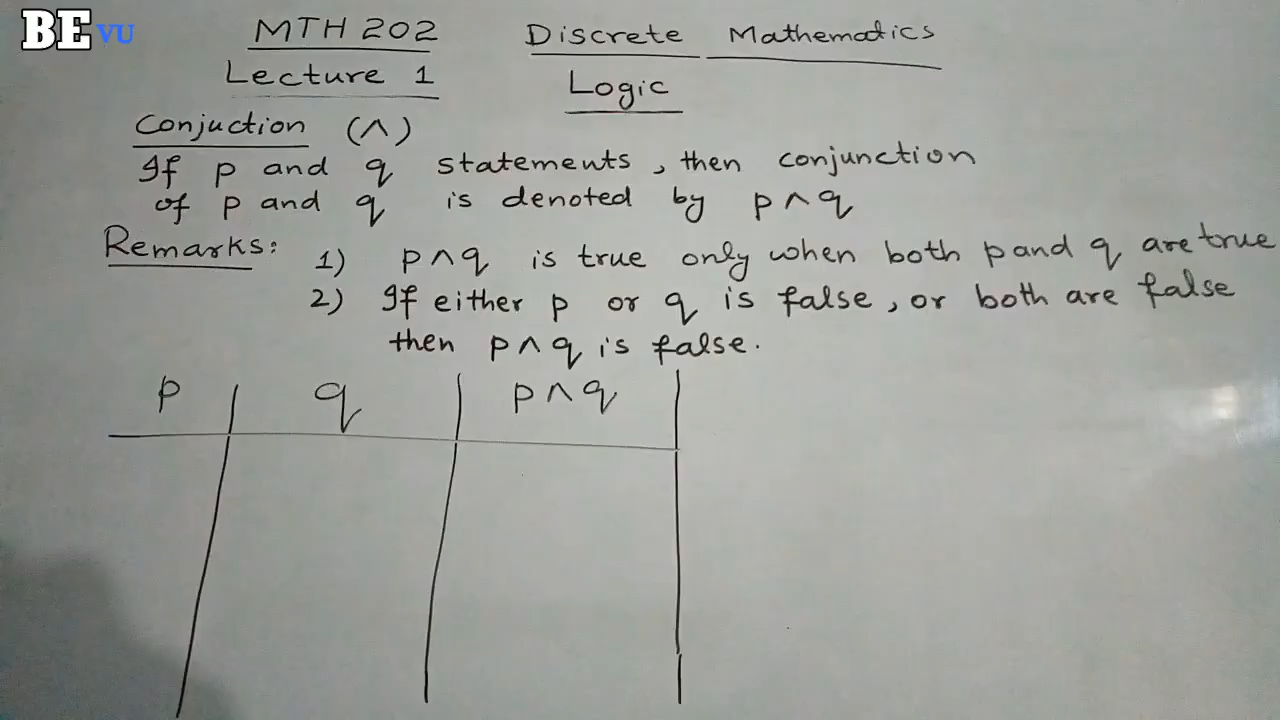 BE VU
MTH 202 Discrete Mathematics
Lecture 1 Logic
Conjuction (∧)
If p and q statements, then conjunction
of p and q is denoted by p∧q
Remarks: 1) p∧q is true only when both p and q are true
2) If either p or q is false, or both are false
then p∧q is false.
p q p∧q